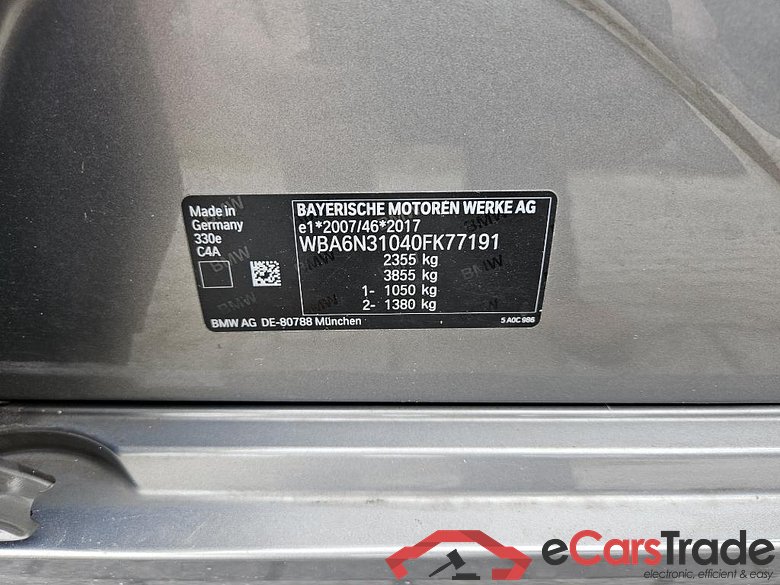 Made in
Germany
330e
C4A
BAYERISCHE MOTOREN WERKE AG
e1*2007/46*2017
WBA6N31040FK77191
2355 kg
3855 kg
1- 1050 kg
2- 1380 kg
BMW AG DE-80788 München
5 A0C 986
eCarsTrade
electronic, efficient & easy